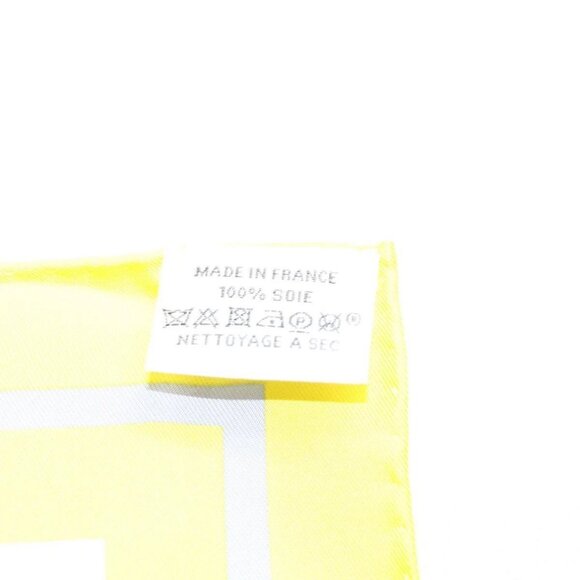 MADE IN FRANCE
100% SOIE
NETTOYAGE A SEC